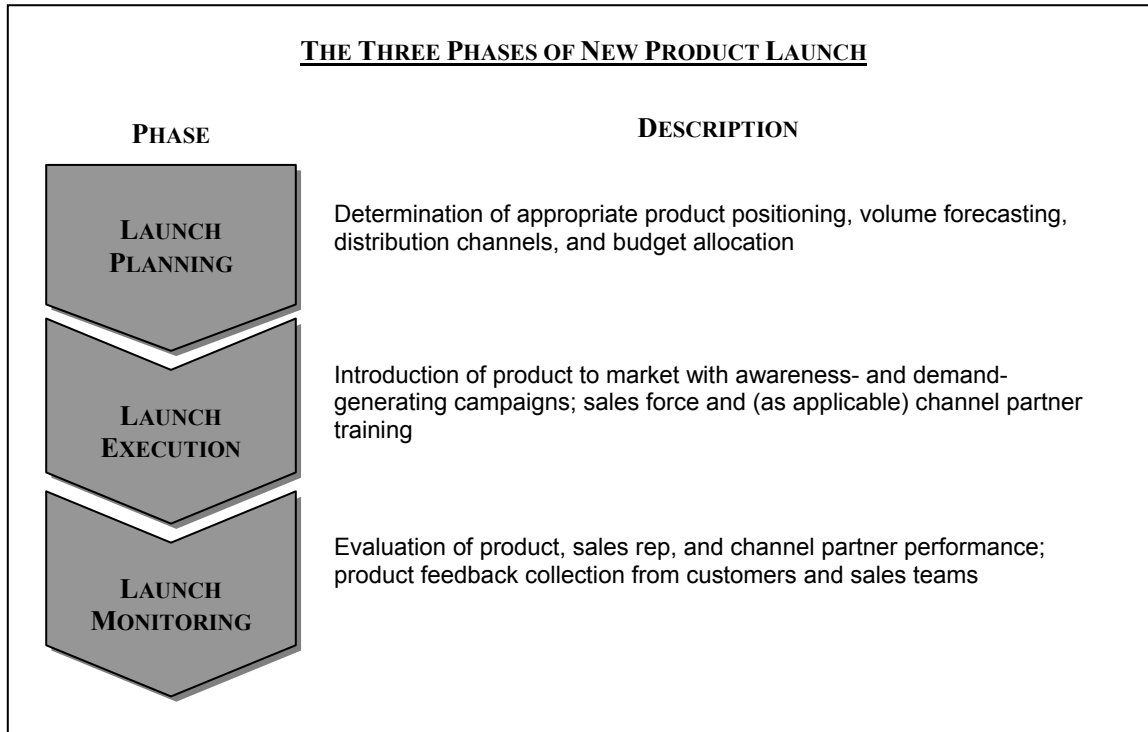 THE THREE PHASES OF NEW PRODUCT LAUNCH
PHASE
DESCRIPTION
LAUNCH
PLANNING
Determination of appropriate product positioning, volume forecasting,
distribution channels, and budget allocation
LAUNCH
EXECUTION
Introduction of product to market with awareness- and demand-
generating campaigns; sales force and (as applicable) channel partner
training
LAUNCH
MONITORING
Evaluation of product, sales rep, and channel partner performance;
product feedback collection from customers and sales teams